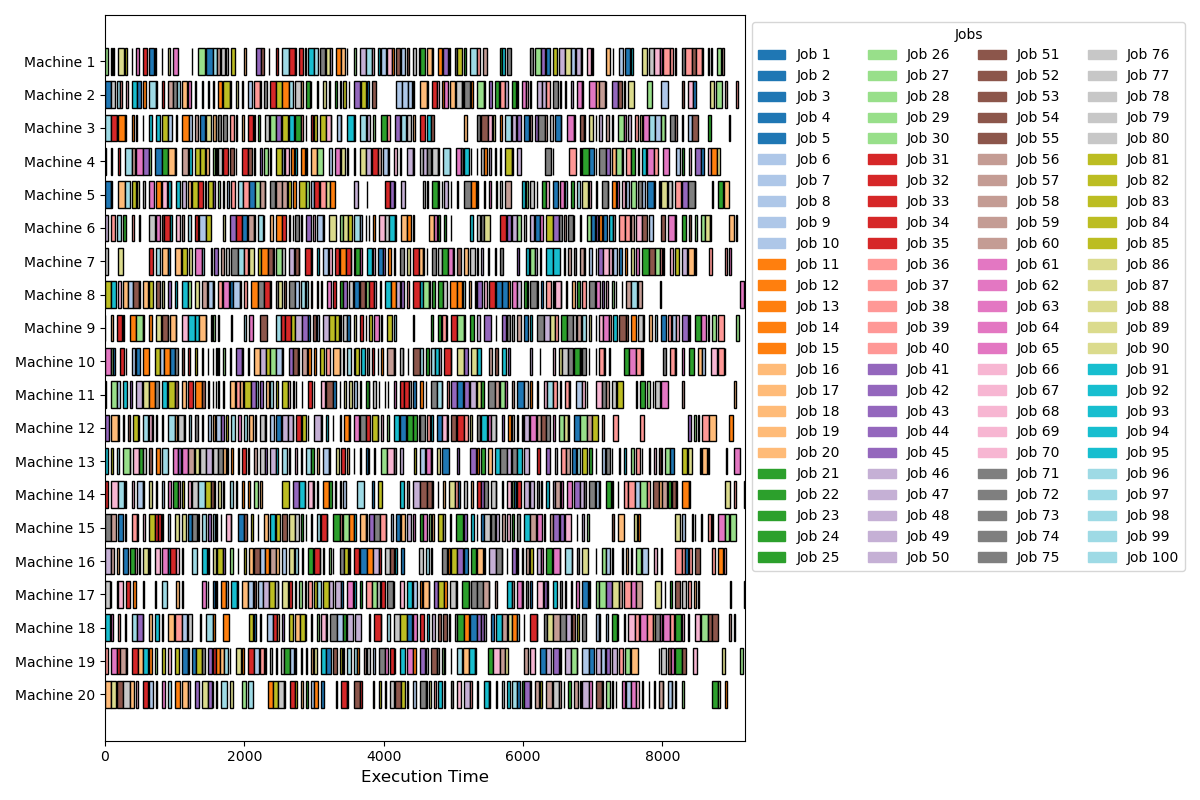 Machine 1
Machine 2
Machine 3
Machine 4
Machine 5
Machine 6
Machine 7
Machine 8
Machine 9
Machine 10
Machine 11
Machine 12
Machine 13
Machine 14
Machine 15
Machine 16
Machine 17
Machine 18
Machine 19
Machine 20
0 2000 4000 6000 8000
Execution Time
Jobs
Job 1 Job 26 Job 51 Job 76
Job 2 Job 27 Job 52 Job 77
Job 3 Job 28 Job 53 Job 78
Job 4 Job 29 Job 54 Job 79
Job 5 Job 30 Job 55 Job 80
Job 6 Job 31 Job 56 Job 81
Job 7 Job 32 Job 57 Job 82
Job 8 Job 33 Job 58 Job 83
Job 9 Job 34 Job 59 Job 84
Job 10 Job 35 Job 60 Job 85
Job 11 Job 36 Job 61 Job 86
Job 12 Job 37 Job 62 Job 87
Job 13 Job 38 Job 63 Job 88
Job 14 Job 39 Job 64 Job 89
Job 15 Job 40 Job 65 Job 90
Job 16 Job 41 Job 66 Job 91
Job 17 Job 42 Job 67 Job 92
Job 18 Job 43 Job 68 Job 93
Job 19 Job 44 Job 69 Job 94
Job 20 Job 45 Job 70 Job 95
Job 21 Job 46 Job 71 Job 96
Job 22 Job 47 Job 72 Job 97
Job 23 Job 48 Job 73 Job 98
Job 24 Job 49 Job 74 Job 99
Job 25 Job 50 Job 75 Job 100